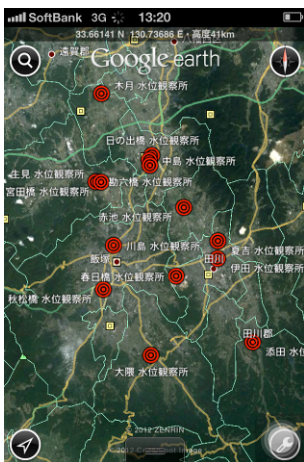 SoftBank 3G 13:20
33.66141 N 130.73686 E・高度41km
遠賀郡
Google earth
木月 水位観察所
日の出橋 水位観察所
中島 水位観察所
生見 水位観察所
勘六橋 水位観察所
宮田橋 水位観察所
赤池 水位観察所
川島 水位観察所
夏吉 水位観察所
飯塚
田川
伊田 水位観察所
春日橋 水位観察所
秋松橋 水位観察所
田川郡
添田 水位
大隈 水位観察所
2012 ZENRIN